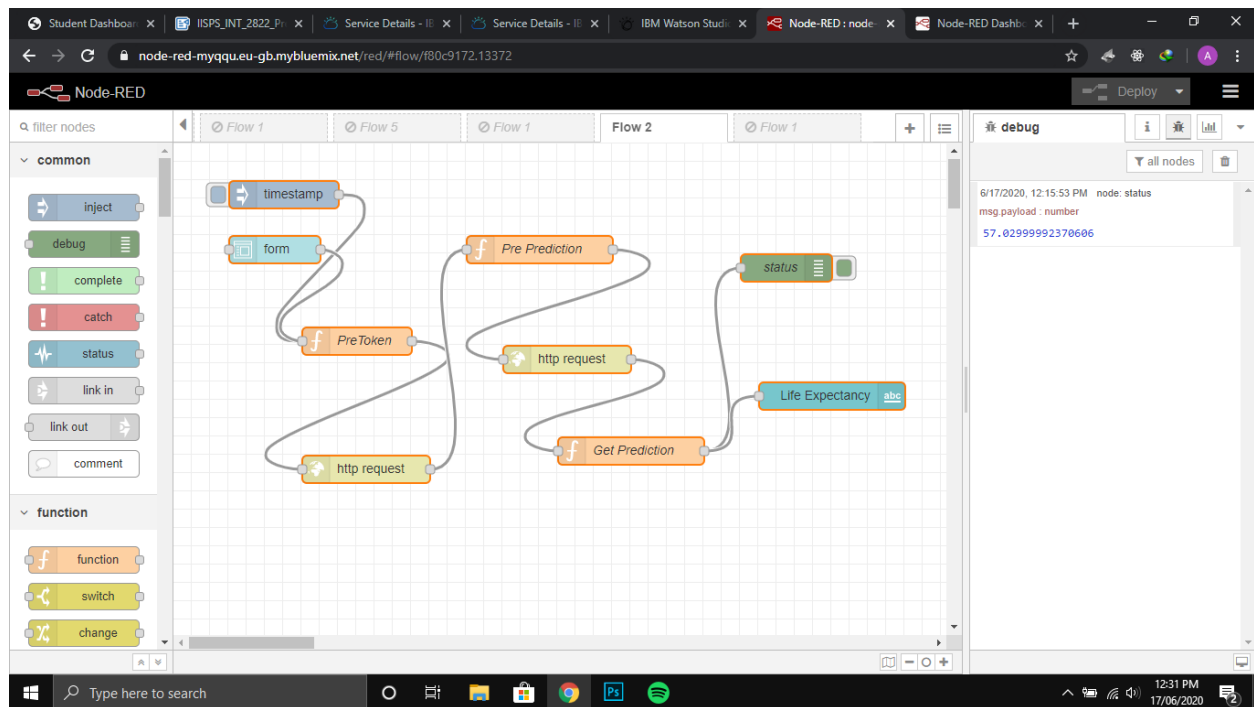 Student Dashboar
IISPS_INT_2822_Pr
Service Details - IB
Service Details - IB
IBM Watson Studi
Node-RED : node-
Node-RED Dashb
node-red-myqqu.eu-gb.mybluemix.net/red/#flow/f80c9172.13372
A
Node-RED
Deploy
filter nodes
Flow 1
Flow 5
Flow 1
Flow 2
Flow 1
debug
i
all nodes
common
inject
debug
complete
catch
status
link in
link out
comment
function
function
switch
change
timestamp
form
PreToken
http request
Pre Prediction
http request
Get Prediction
status
Life Expectancy
abc
6/17/2020, 12:15:53 PM node: status
msg.payload : number
57.02999992370606
Type here to search
Ps
12:31 PM
17/06/2020
2